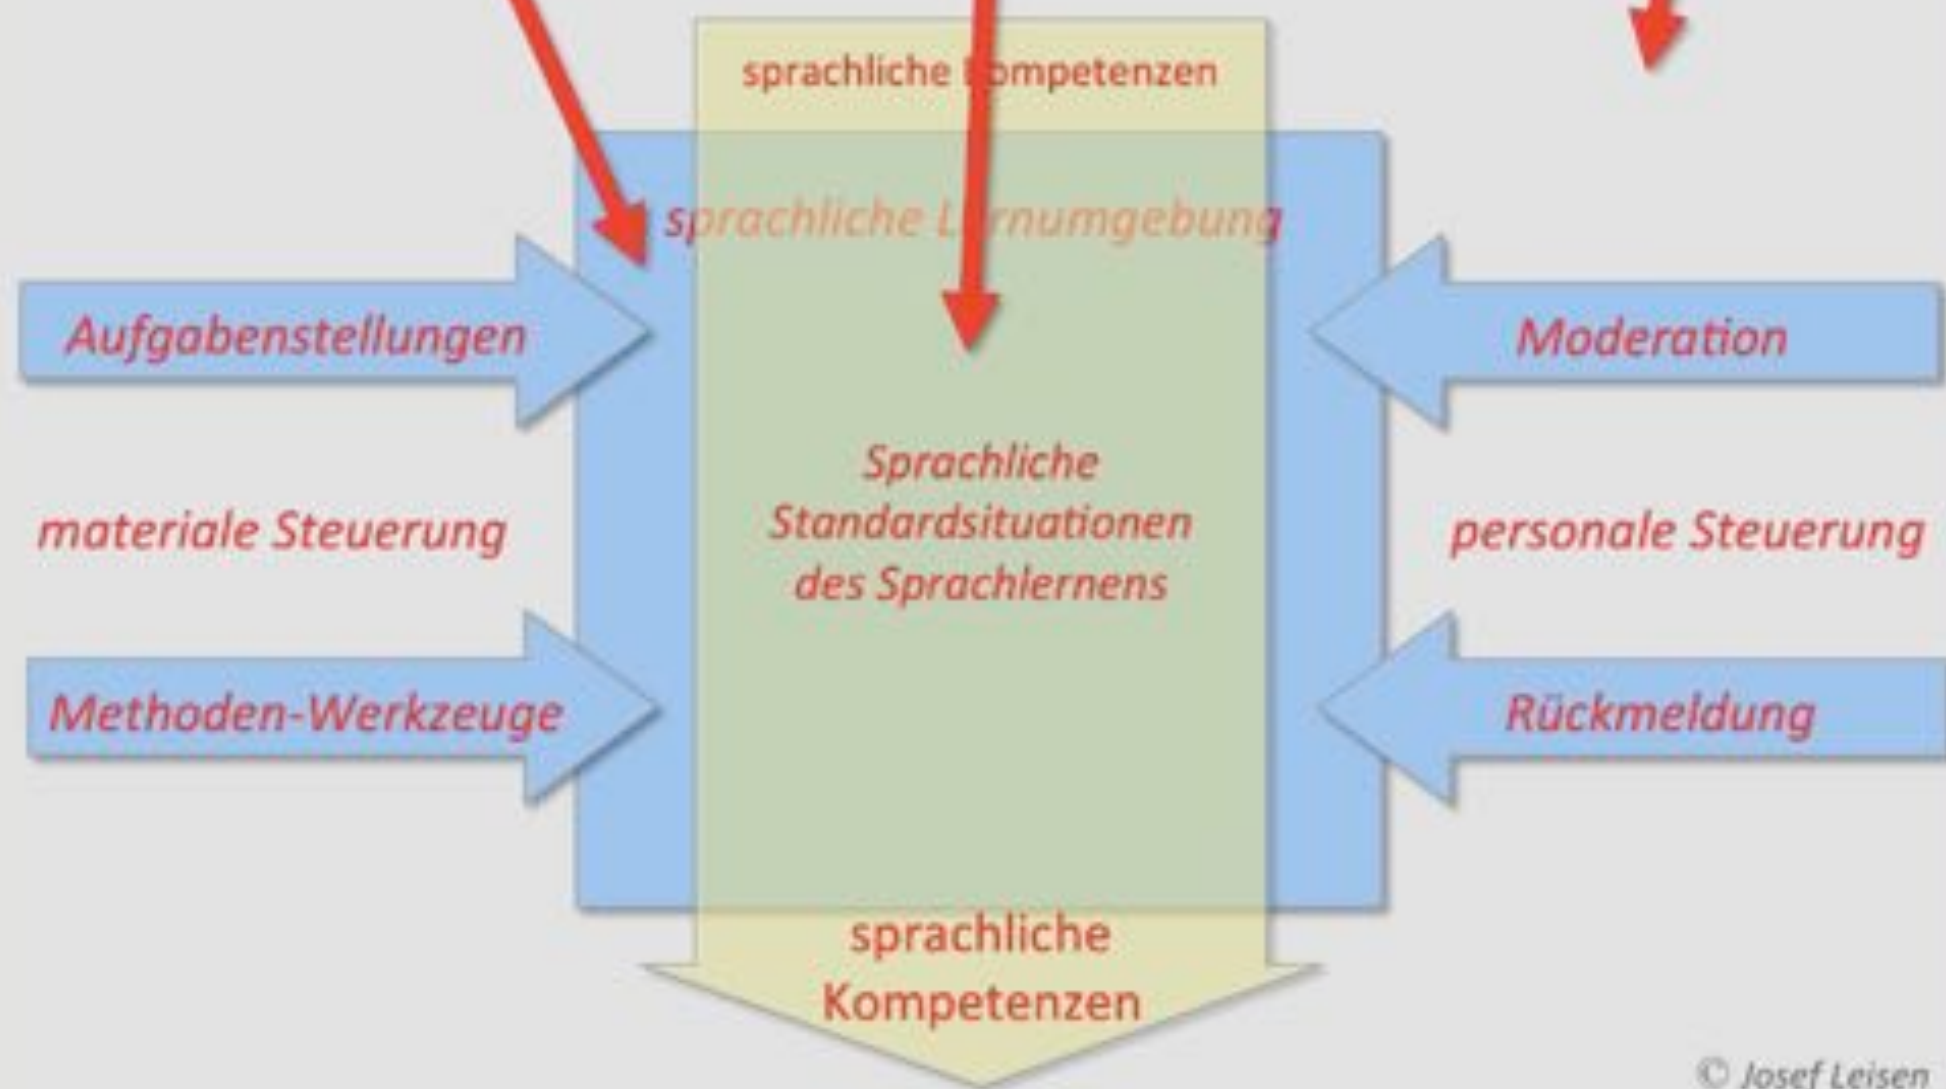 sprachliche Kompetenzen
sprachliche Lernumgebung
Aufgabenstellungen
Moderation
Sprachliche
Standardsituationen
des Sprachlernens
materiale Steuerung
personale Steuerung
Methoden-Werkzeuge
Rückmeldung
sprachliche
Kompetenzen
© Josef Leisen